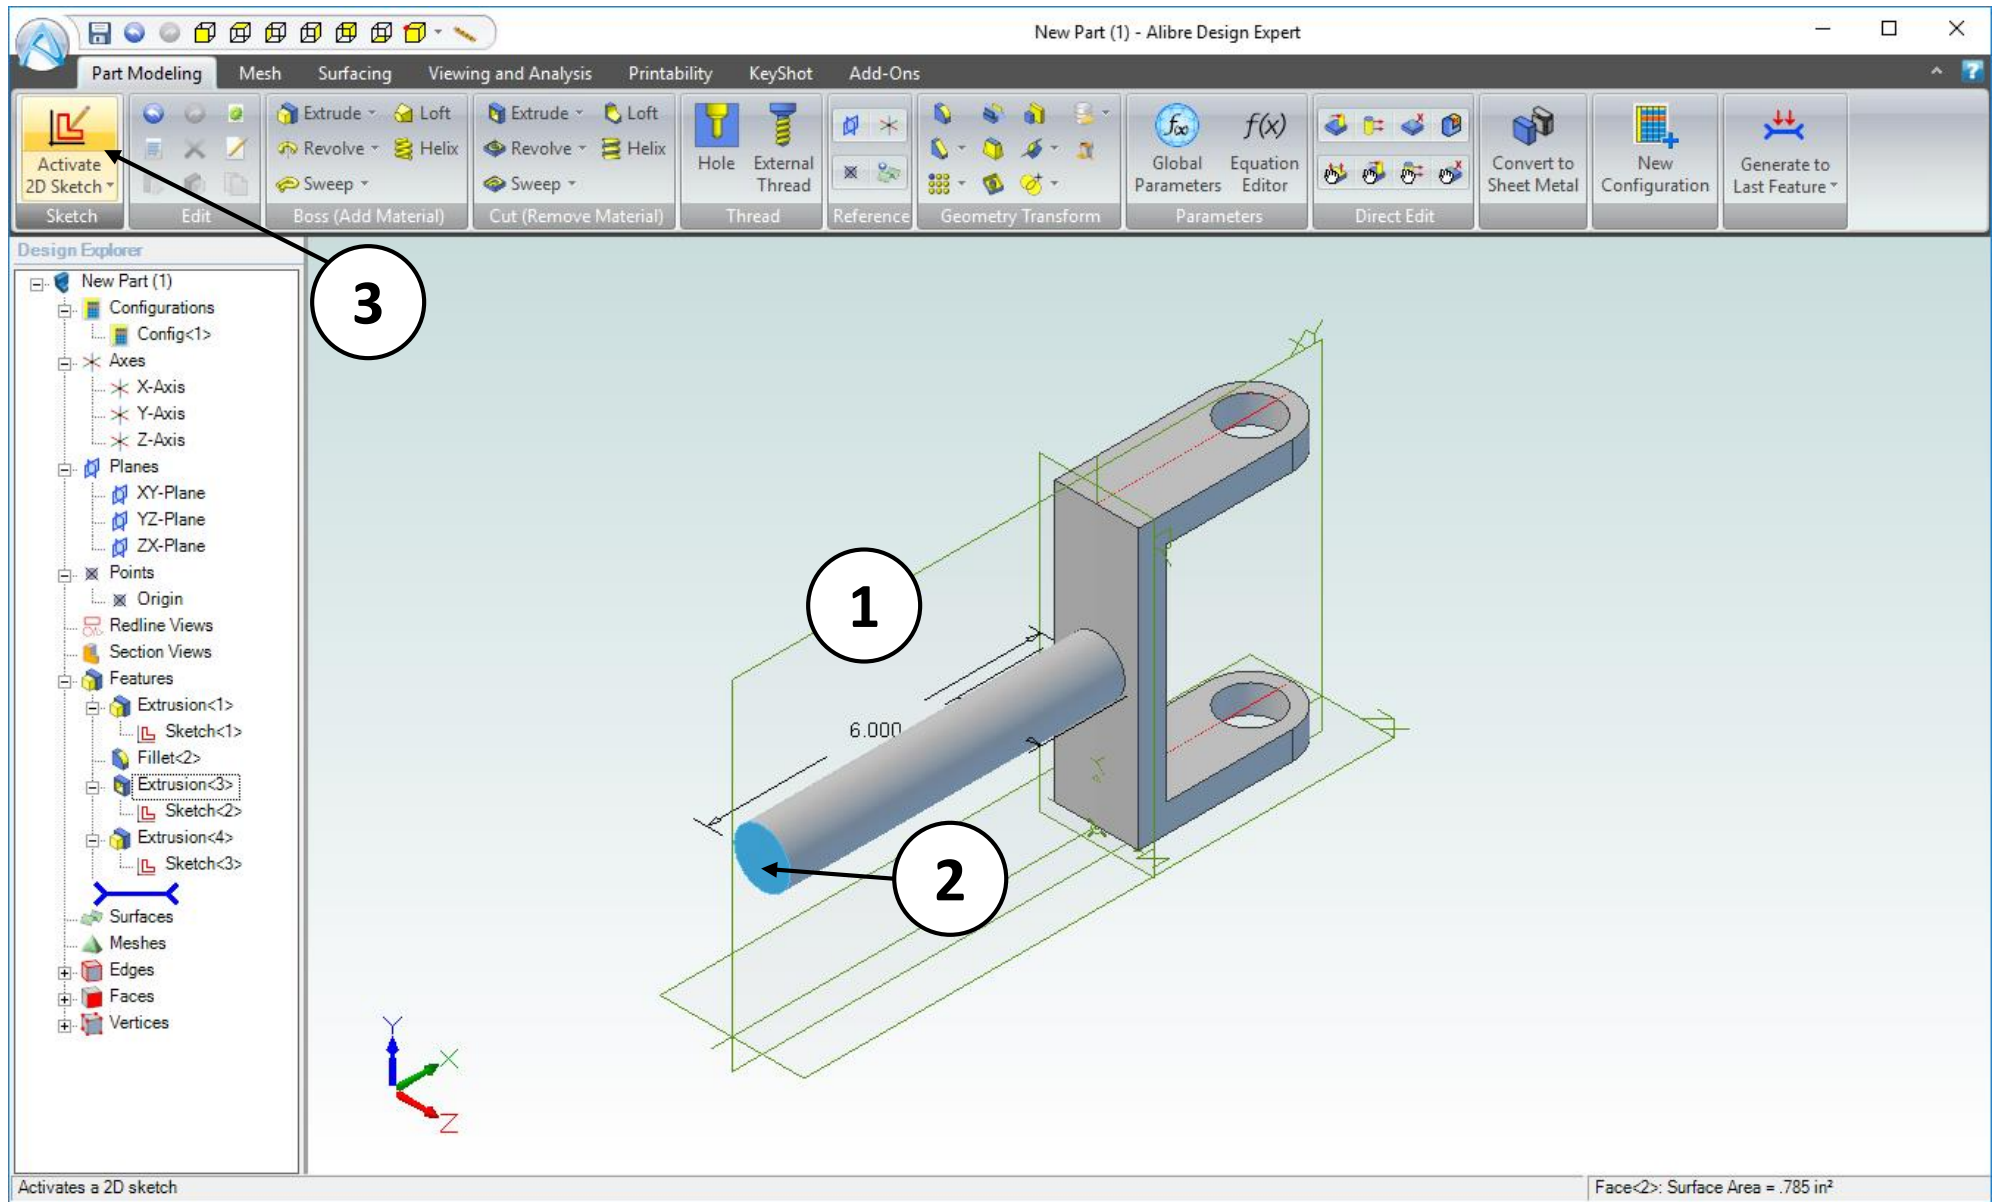 New Part (1) - Alibre Design Expert
Part Modeling Mesh Surfacing Viewing and Analysis Printability KeyShot Add-Ons
Activate
2D Sketch
Sketch
Edit
Extrude Loft
Revolve Helix
Sweep
Boss (Add Material)
Extrude Loft
Revolve Helix
Sweep
Cut (Remove Material)
Hole
External
Thread
Thread
Reference
Geometry Transform
Global
Parameters
f(x)
Equation
Editor
Parameters
Direct Edit
Convert to
Sheet Metal
New
Configuration
Generate to
Last Feature
Design Explorer
New Part (1)
Configurations
Config<1>
Axes
X-Axis
Y-Axis
Z-Axis
Planes
XY-Plane
YZ-Plane
ZX-Plane
Points
Origin
Redline Views
Section Views
Features
Extrusion<1>
Sketch<1>
Fillet<2>
Extrusion<3>
Sketch<2>
Extrusion<4>
Sketch<3>
Surfaces
Meshes
Edges
Faces
Vertices
3
1
6.000
2
Y
X
Z
Activates a 2D sketch
Face<2>: Surface Area = .785 in²